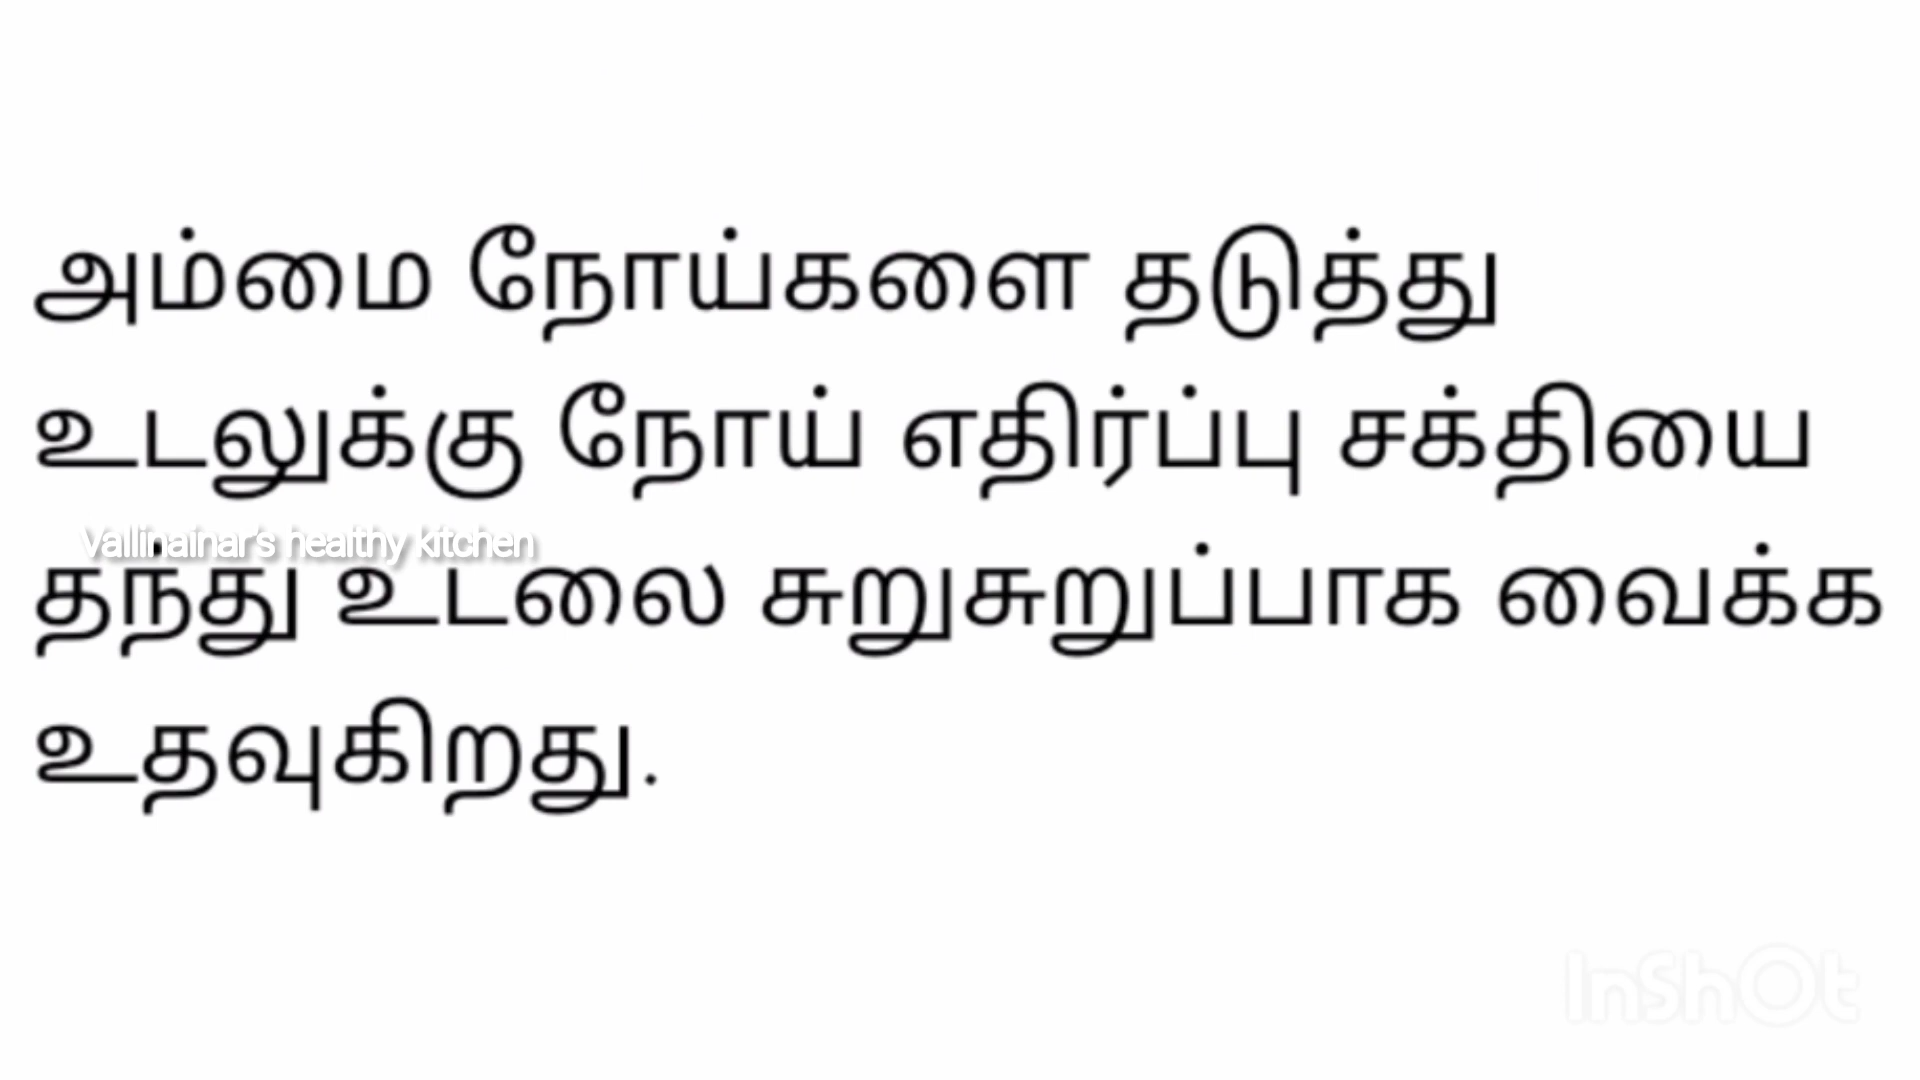 அம்மை நோய்களை தடுத்து
உடலுக்கு நோய் எதிர்ப்பு சக்தியை
Vallinainar's healthy kitchen
தந்து உடலை சுறுசுறுப்பாக வைக்க
உதவுகிறது.
InShOt